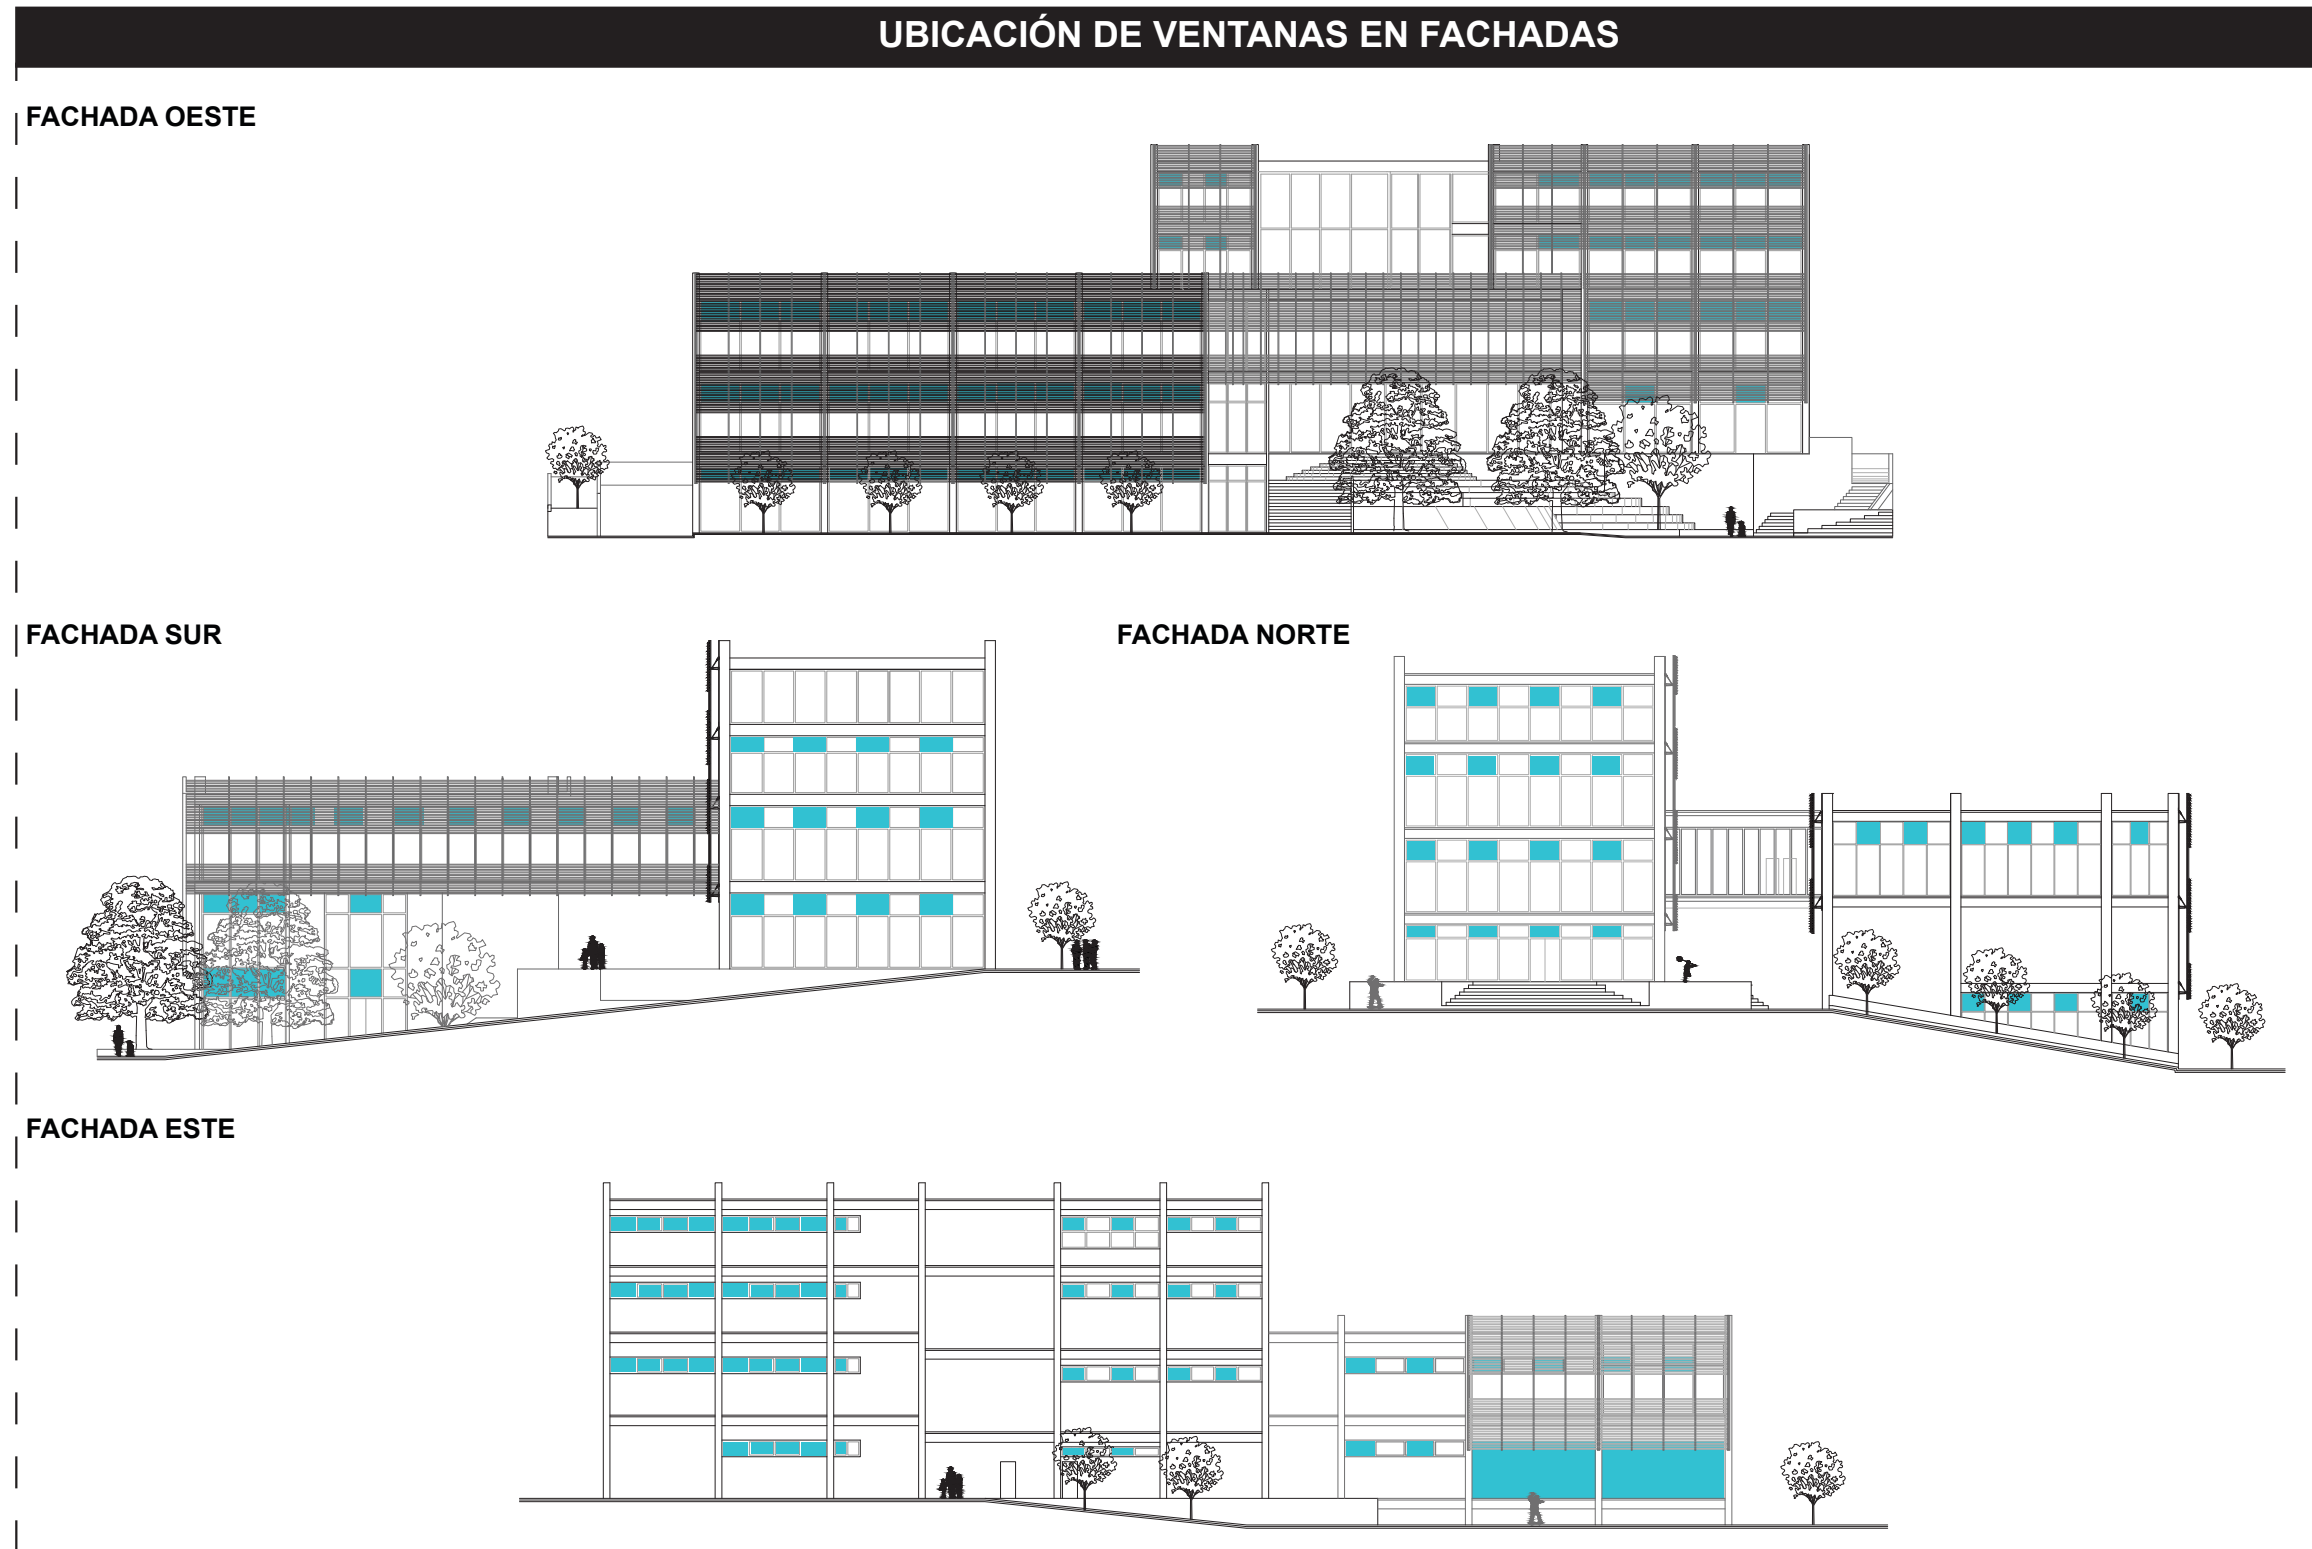 UBICACIÓN DE VENTANAS EN FACHADAS
FACHADA OESTE
FACHADA SUR
FACHADA NORTE
FACHADA ESTE